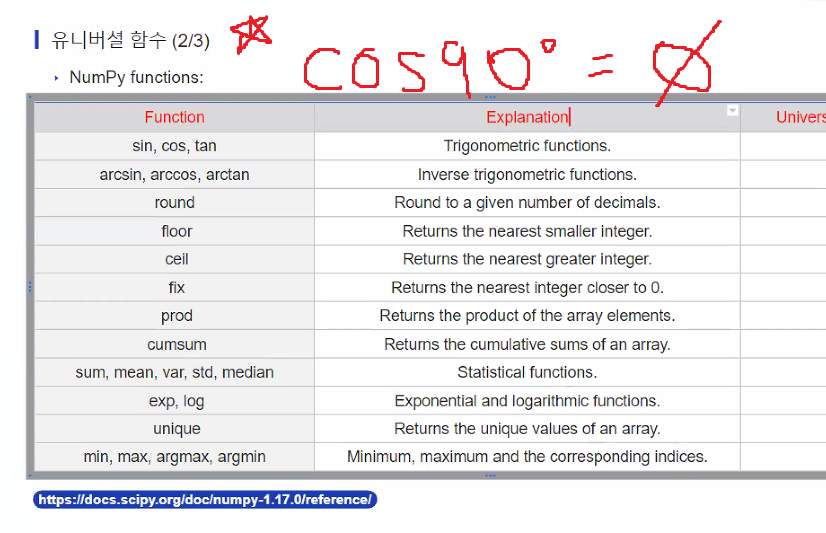 유니버셜 함수 (2/3)
cos90° = 0
NumPy functions:
Function Explanation Univers
sin, cos, tan Trigonometric functions.
arcsin, arccos, arctan Inverse trigonometric functions.
round Round to a given number of decimals.
floor Returns the nearest smaller integer.
ceil Returns the nearest greater integer.
fix Returns the nearest integer closer to 0.
prod Returns the product of the array elements.
cumsum Returns the cumulative sums of an array.
sum, mean, var, std, median Statistical functions.
exp, log Exponential and logarithmic functions.
unique Returns the unique values of an array.
min, max, argmax, argmin Minimum, maximum and the corresponding indices.
https://docs.scipy.org/doc/numpy-1.17.0/reference/